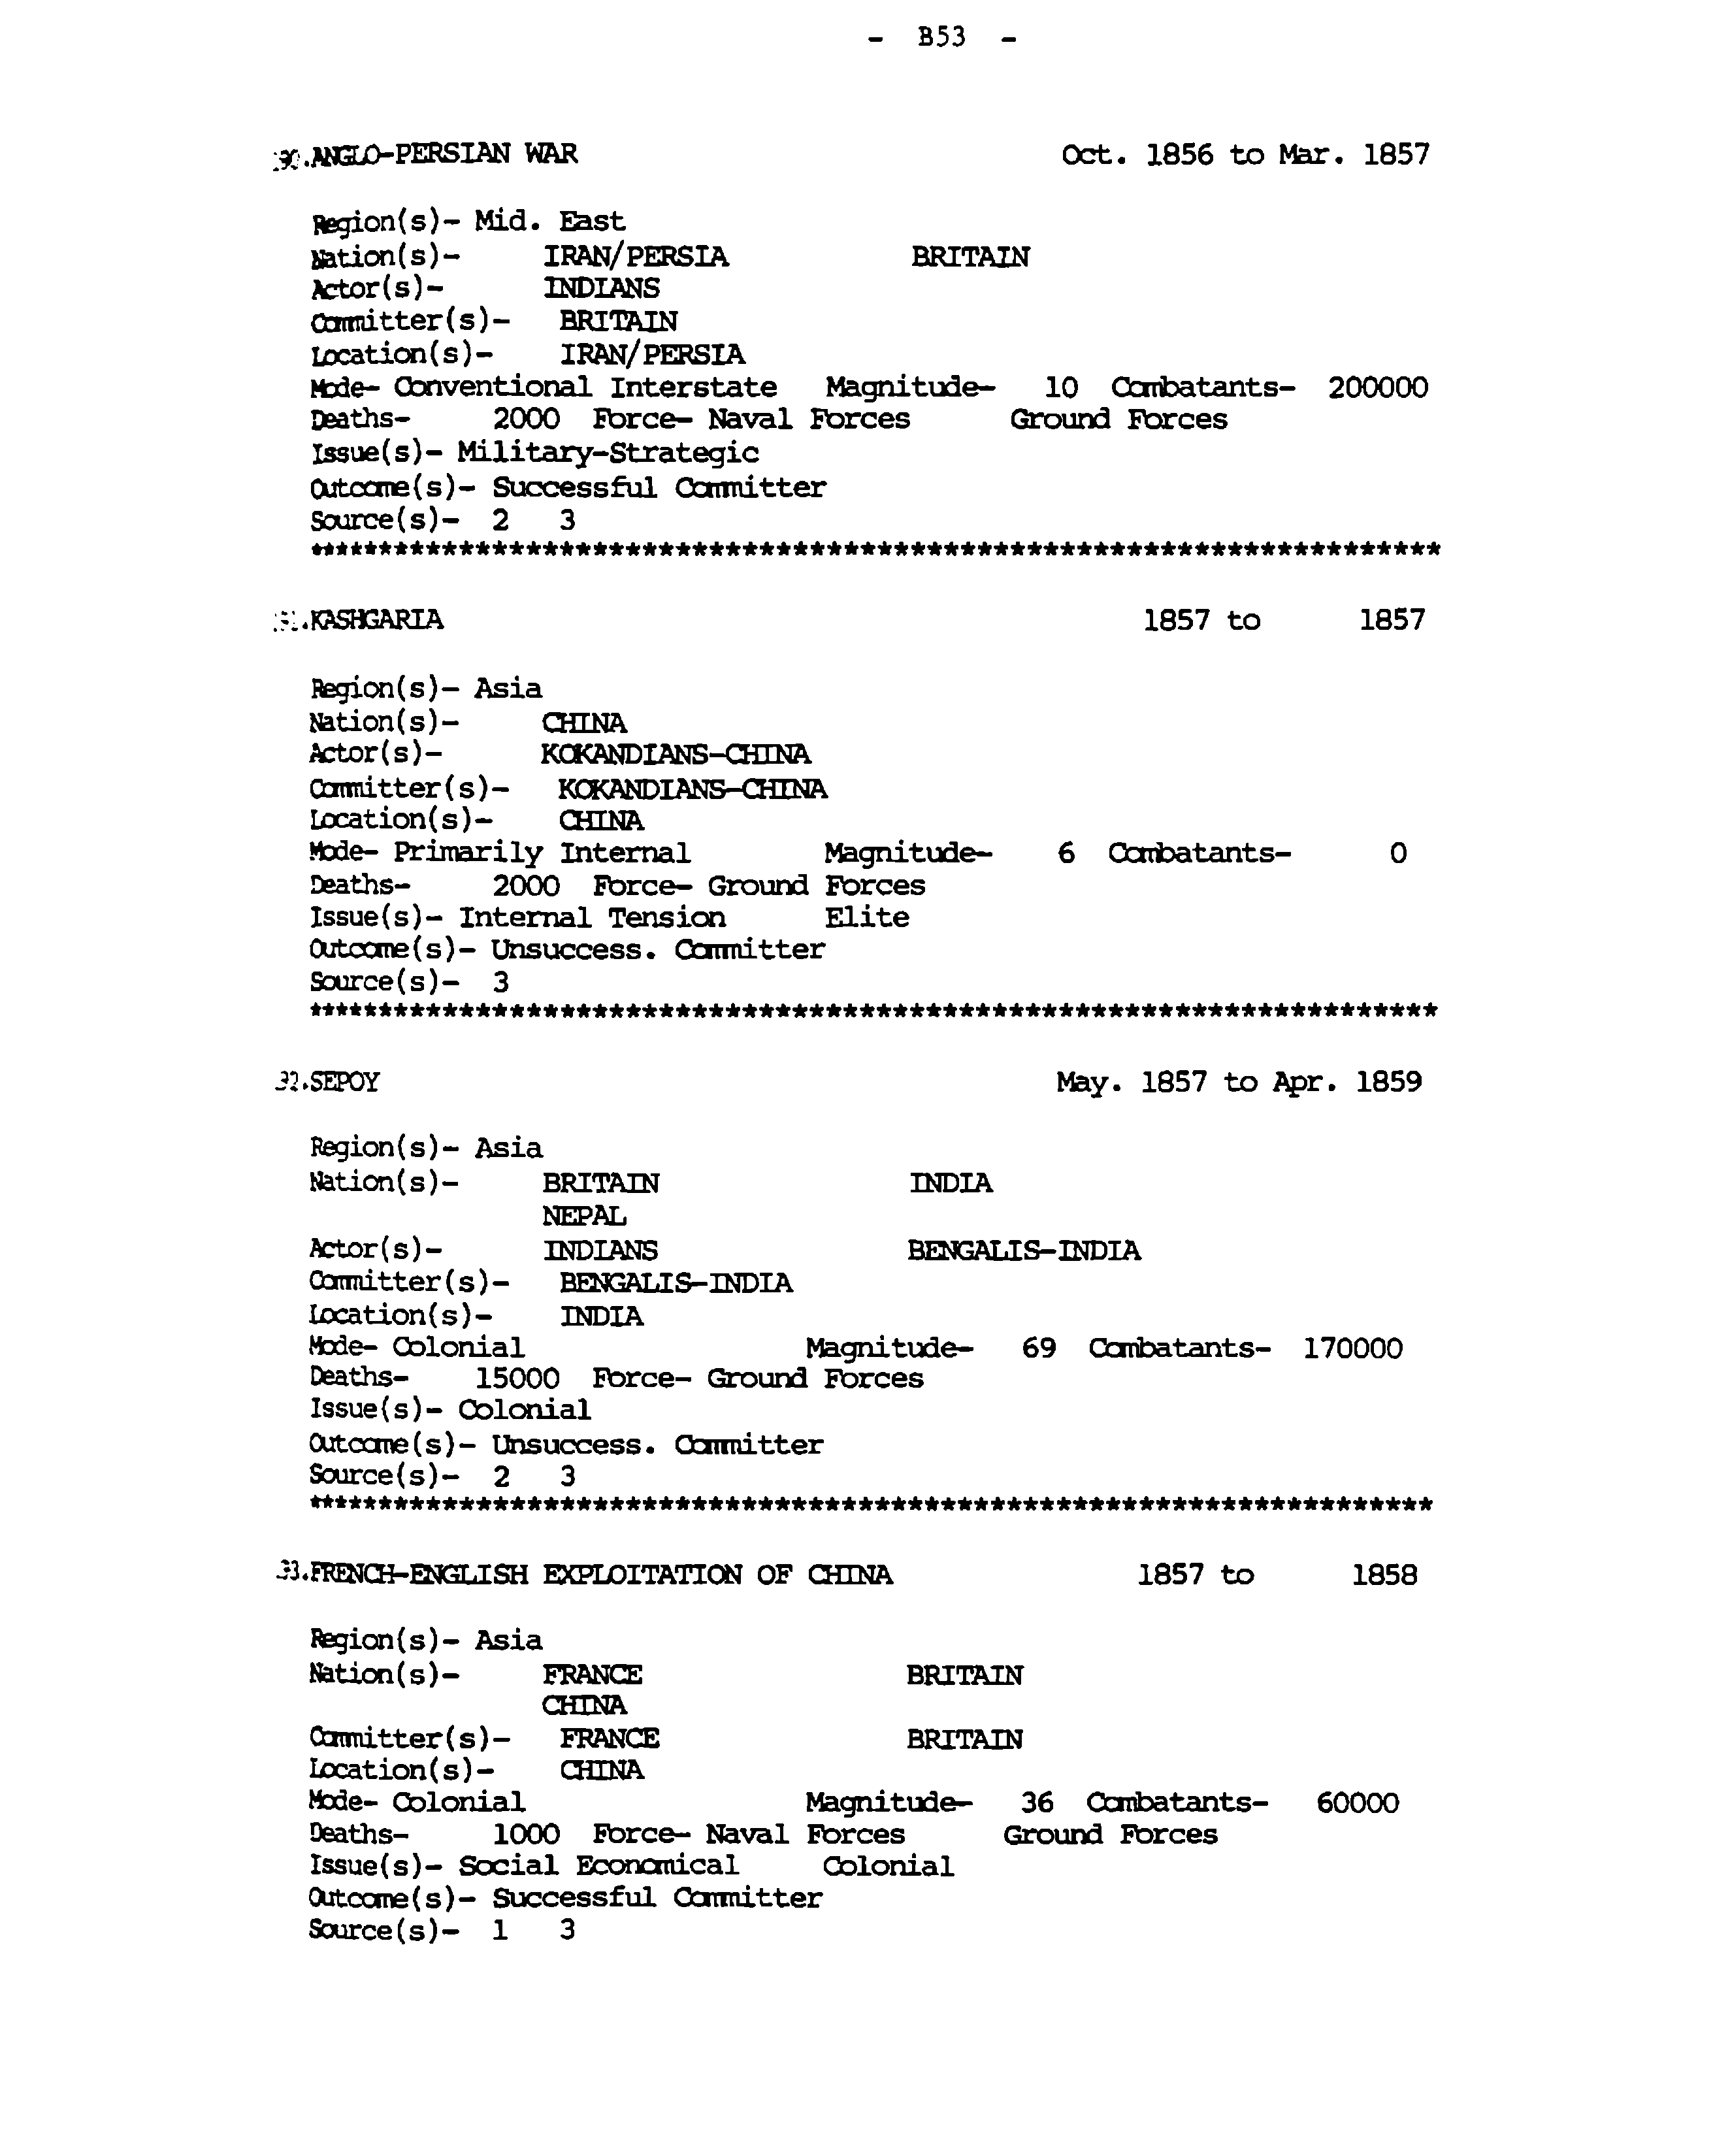 - B53 -
ANGLO-PERSIAN WAR Oct. 1856 to Mar. 1857
Region(s)- Mid. East
Nation(s)- IRAN/PERSIA BRITAIN
Actor(s)- INDIANS
Committer(s)- BRITAIN
Location(s)- IRAN/PERSIA
Mode- Conventional Interstate Magnitude- 10 Combatants- 200000
Deaths- 2000 Force- Naval Forces Ground Forces
Issue(s)- Military-Strategic
Outcome(s)- Successful Committer
Source(s)- 2 3
*********************************************************************
KASHGARIA 1857 to 1857
Region(s)- Asia
Nation(s)- CHINA
Actor(s)- KOKANDIANS-CHINA
Committer(s)- KOKANDIANS-CHINA
Location(s)- CHINA
Mode- Primarily Internal Magnitude- 6 Combatants- 0
Deaths- 2000 Force- Ground Forces
Issue(s)- Internal Tension Elite
Outcome(s)- Unsuccess. Committer
Source(s)- 3
*********************************************************************
SEPOY May. 1857 to Apr. 1859
Region(s)- Asia
Nation(s)- BRITAIN INDIA
NEPAL
Actor(s)- INDIANS BENGALIS-INDIA
Committer(s)- BENGALIS-INDIA
Location(s)- INDIA
Mode- Colonial Magnitude- 69 Combatants- 170000
Deaths- 15000 Force- Ground Forces
Issue(s)- Colonial
Outcome(s)- Unsuccess. Committer
Source(s)- 2 3
*********************************************************************
33.FRENCH-ENGLISH EXPLOITATION OF CHINA 1857 to 1858
Region(s)- Asia
Nation(s)- FRANCE BRITAIN
CHINA
Committer(s)- FRANCE BRITAIN
Location(s)- CHINA
Mode- Colonial Magnitude- 36 Combatants- 60000
Deaths- 1000 Force- Naval Forces Ground Forces
Issue(s)- Social Economical Colonial
Outcome(s)- Successful Committer
Source(s)- 1 3